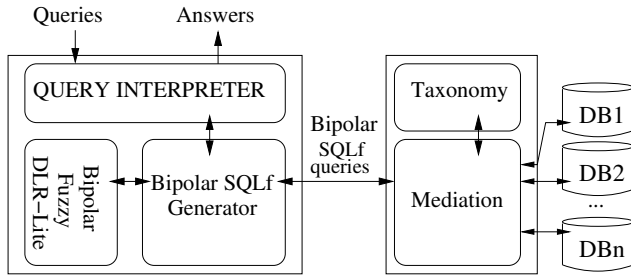 Queries
Answers
QUERY INTERPRETER
Bipolar
Fuzzy
DLR-Lite
Bipolar SQLf
Generator
Bipolar
SQLf
queries
Taxonomy
Mediation
DB1
DB2
...
DBn